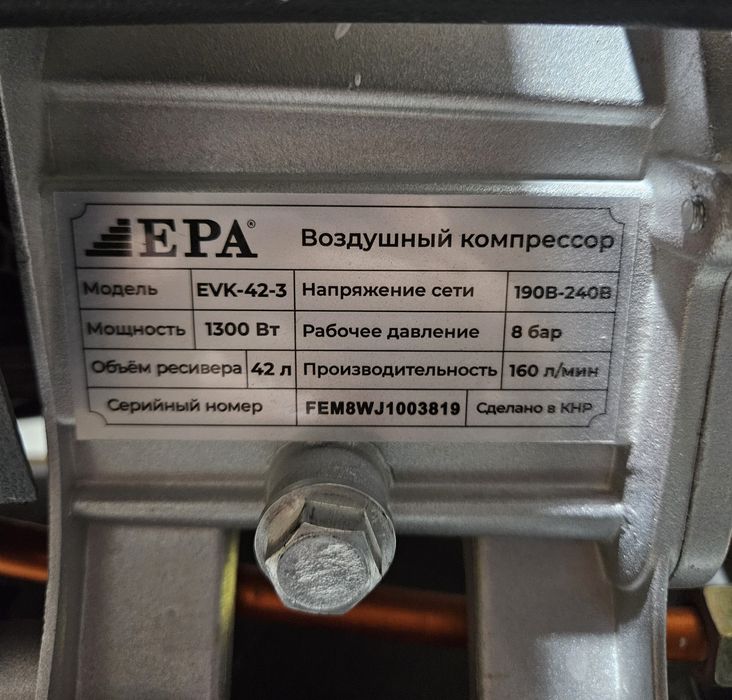 EPA® Воздушный компрессор
Модель EVK-42-3 Напряжение сети 190В-240В
Мощность 1300 Вт Рабочее давление 8 бар
Объём ресивера 42 л Производительность 160 л/мин
Серийный номер FEM8WJ1003819 Сделано в КНР